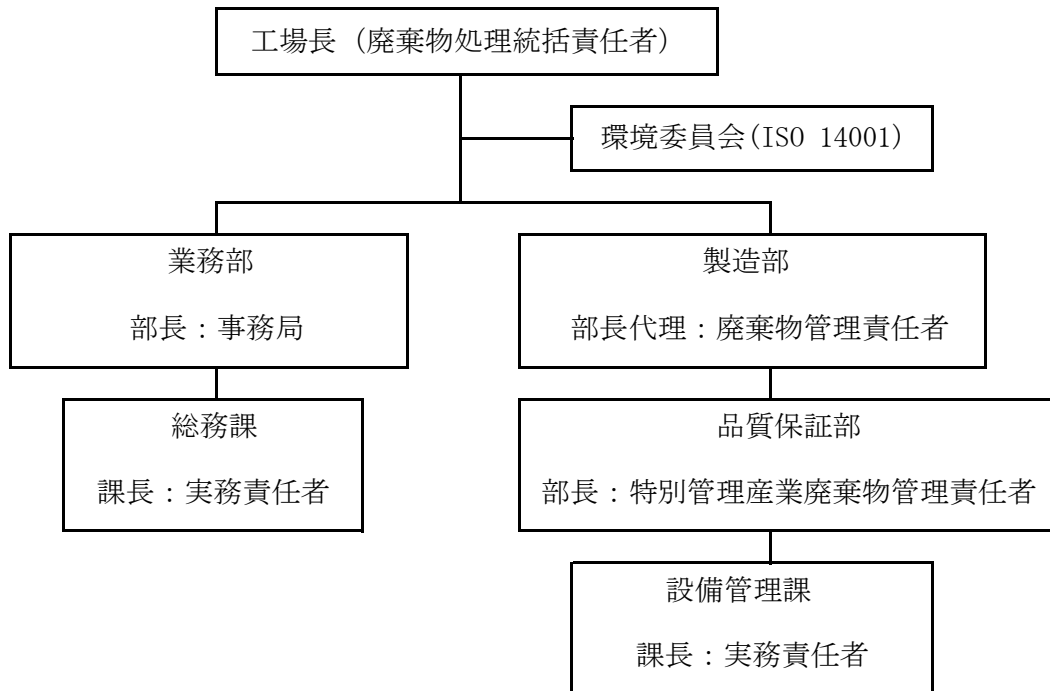 工場長 (廃棄物処理統括責任者)
環境委員会(ISO 14001)
業務部
部長：事務局
製造部
部長代理：廃棄物管理責任者
総務課
課長：実務責任者
品質保証部
部長：特別管理産業廃棄物管理責任者
設備管理課
課長：実務責任者